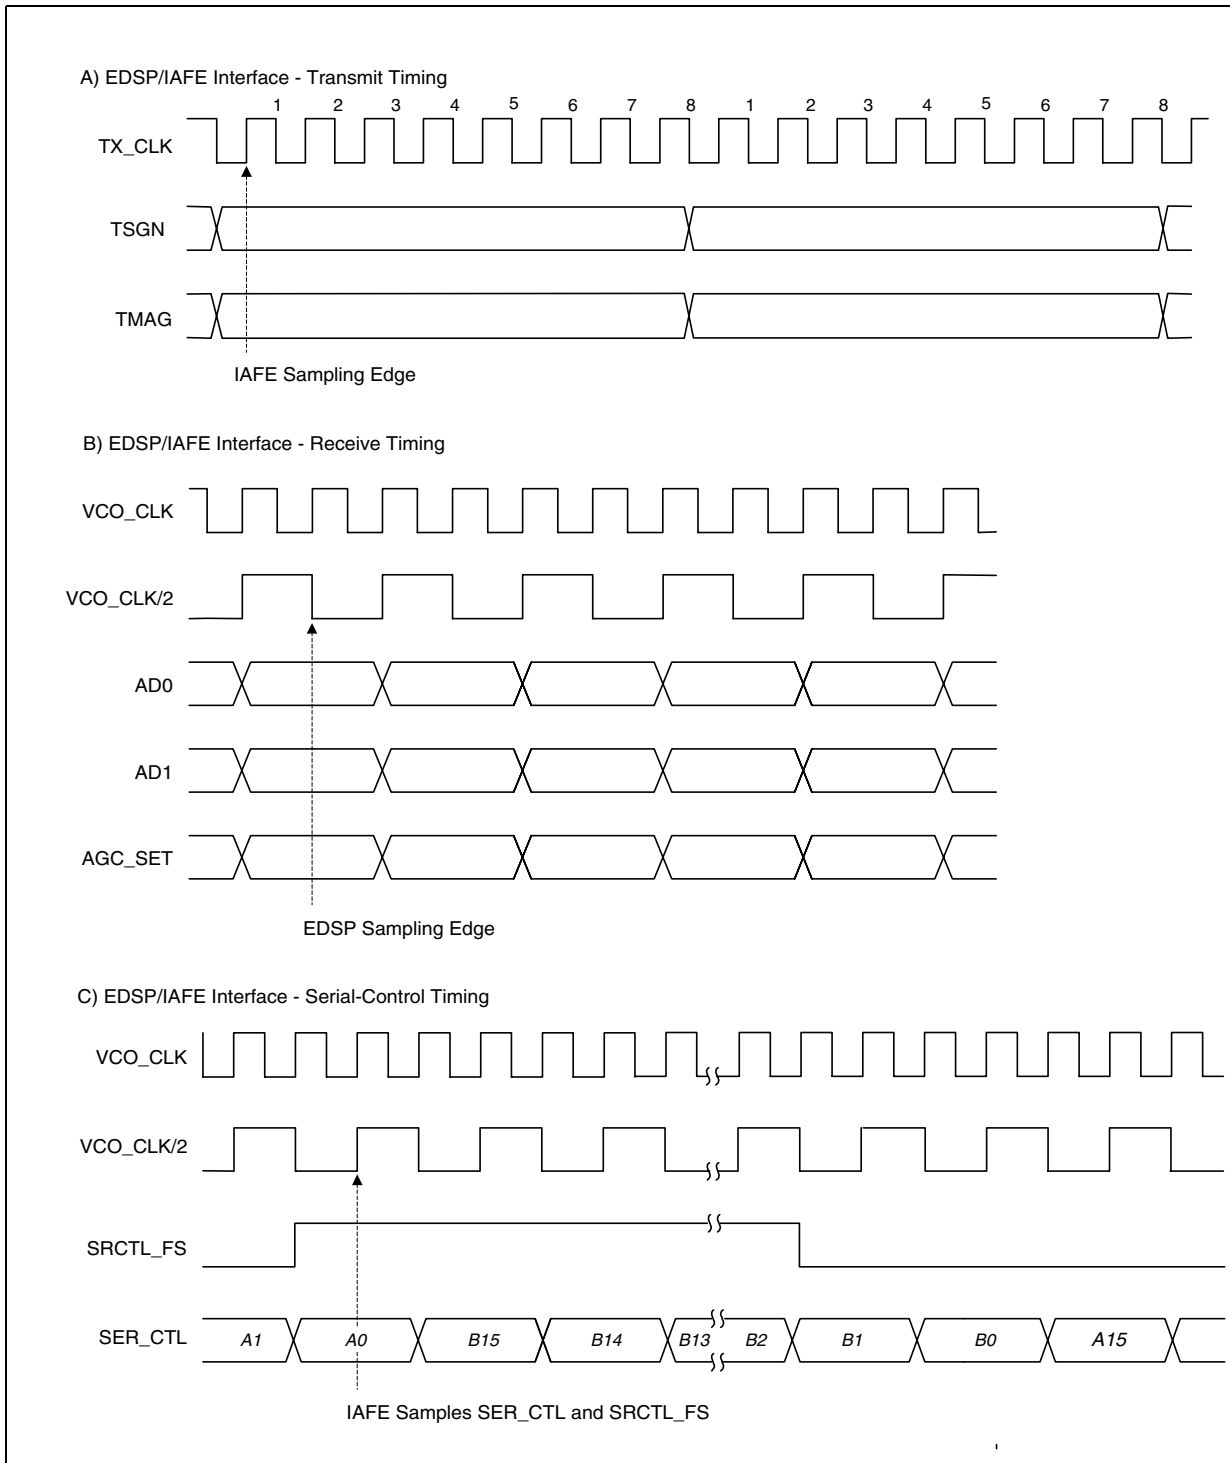 A) EDSP/IAFE Interface - Transmit Timing
1 2 3 4 5 6 7 8 1 2 3 4 5 6 7 8
TX_CLK
TSGN
TMAG
IAFE Sampling Edge
B) EDSP/IAFE Interface - Receive Timing
VCO_CLK
VCO_CLK/2
AD0
AD1
AGC_SET
EDSP Sampling Edge
C) EDSP/IAFE Interface - Serial-Control Timing
VCO_CLK
VCO_CLK/2
SRCTL_FS
SER_CTL A1 A0 B15 B14 B13 B2 B1 B0 A15
IAFE Samples SER_CTL and SRCTL_FS